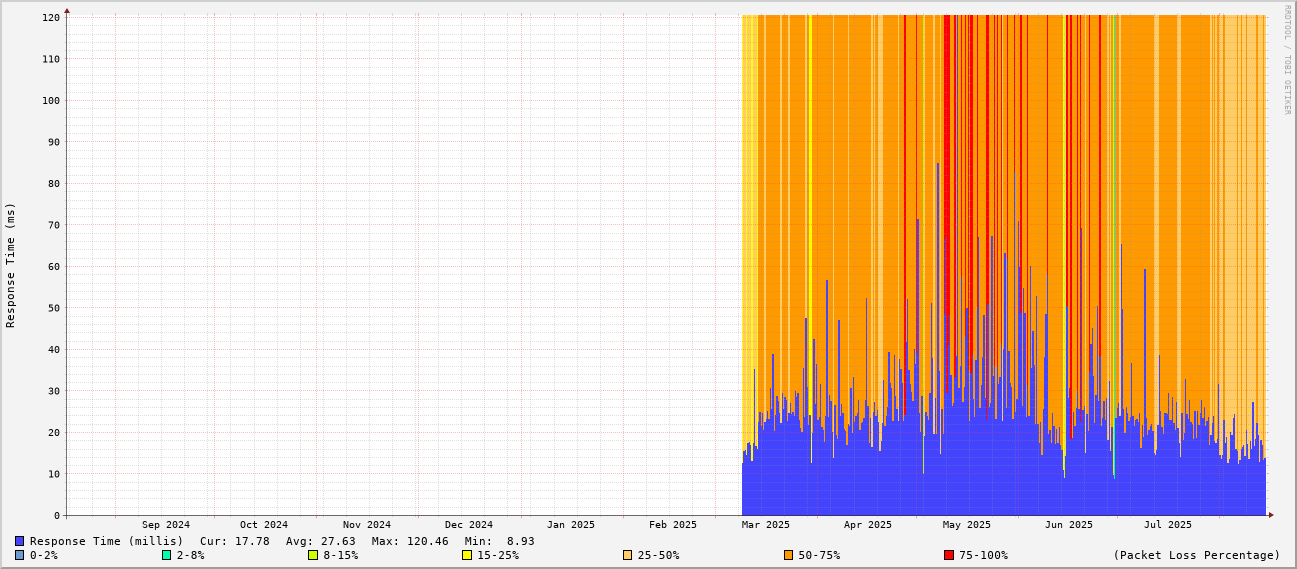 RRDTOOL / TOBI OETIKER
Response Time (ms)
120
110
100
90
80
70
60
50
40
30
20
10
0
Sep 2024 Oct 2024 Nov 2024 Dec 2024 Jan 2025 Feb 2025 Mar 2025 Apr 2025 May 2025 Jun 2025 Jul 2025
Response Time (millis) Cur: 17.78 Avg: 27.63 Max: 120.46 Min: 8.93
0-2% 2-8% 8-15% 15-25% 25-50% 50-75% 75-100% (Packet Loss Percentage)